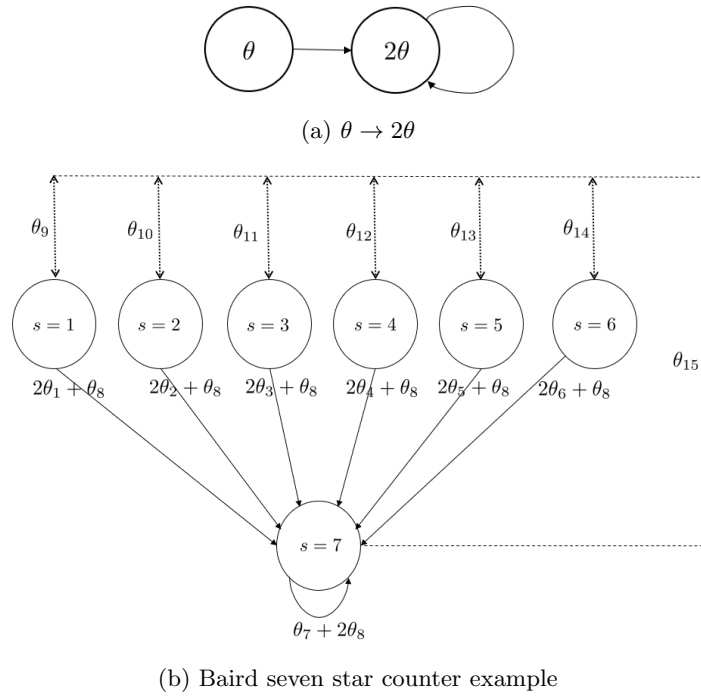 θ 2θ
(a) θ → 2θ
θ₉ θ₁₀ θ₁₁ θ₁₂ θ₁₃ θ₁₄
s = 1 s = 2 s = 3 s = 4 s = 5 s = 6
θ₁₅
2θ₁ + θ₈ 2θ₂ + θ₈ 2θ₃ + θ₈ 2θ₄ + θ₈ 2θ₅ + θ₈ 2θ₆ + θ₈
s = 7
θ₇ + 2θ₈
(b) Baird seven star counter example